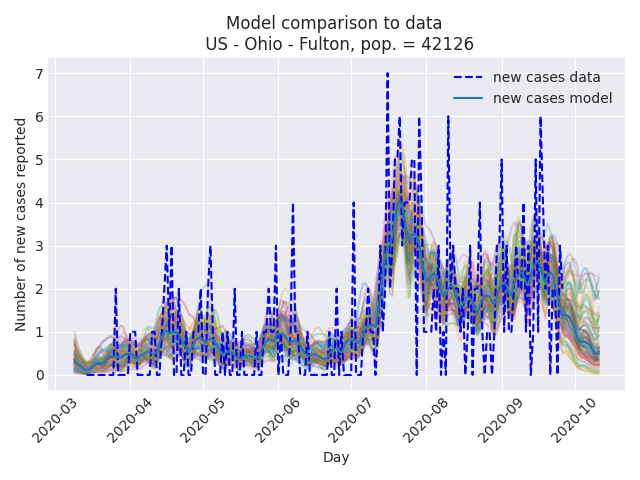 Model comparison to data
US - Ohio - Fulton, pop. = 42126
new cases data
new cases model
Number of new cases reported
7
6
5
4
3
2
1
0
2020-03
2020-04
2020-05
2020-06
2020-07
2020-08
2020-09
2020-10
Day